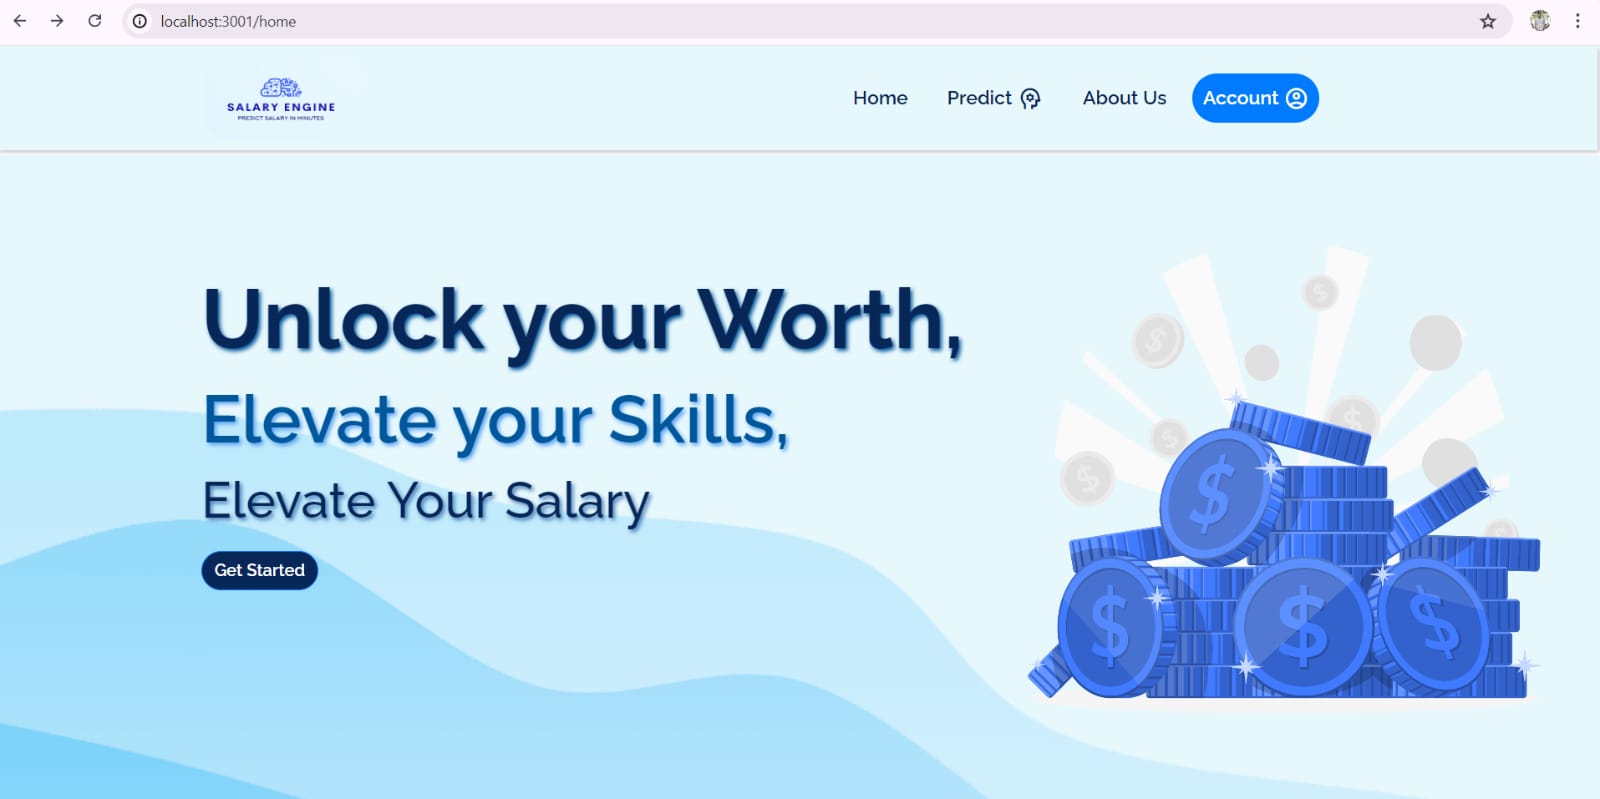 localhost:3001/home
SALARY ENGINE
PREDICT SALARY IN MINUTES
Home Predict About Us Account
Unlock your Worth,
Elevate your Skills,
Elevate Your Salary
Get Started
$
$
$
$
$
$
$
$
$